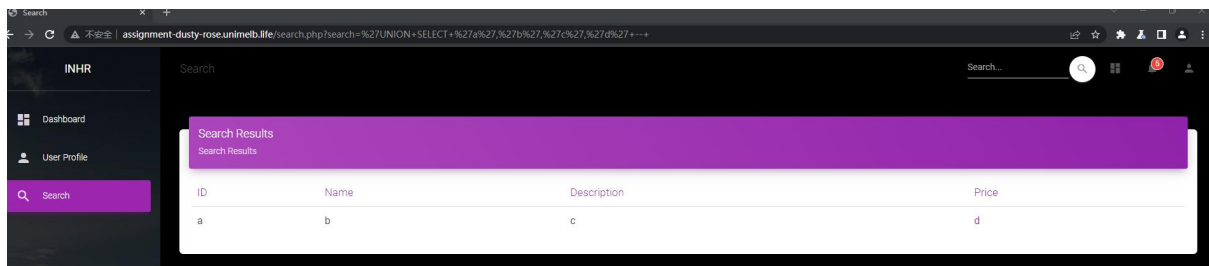 Search
不安全 | assignment-dusty-rose.unimelb.life/search.php?search=%27UNION+SELECT+%27a%27,%27b%27,%27c%27,%27d%27+--+
INHR
Search
Search...
5
Dashboard
User Profile
Search
Search Results
Search Results
ID Name Description Price
a b c d